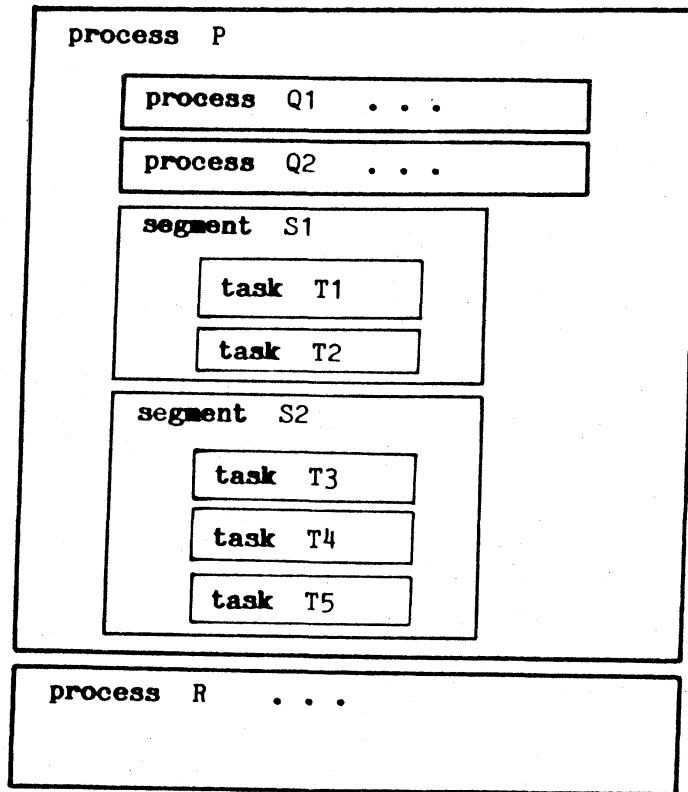 process P
process Q1 . . .
process Q2 . . .
segment S1
task T1
task T2
segment S2
task T3
task T4
task T5
process R . . .